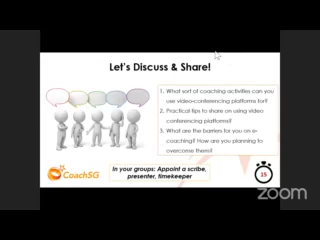 Let's Discuss & Share!
1. What sort of coaching activities can you
use video-conferencing platforms for?
2. Practical tips to share on using video
conferencing platforms?
3. What are the barriers for you on e-
coaching? How are you planning to
overcome them?
CoachSG
In your groups: Appoint a scribe,
presenter, timekeeper
15
zoom